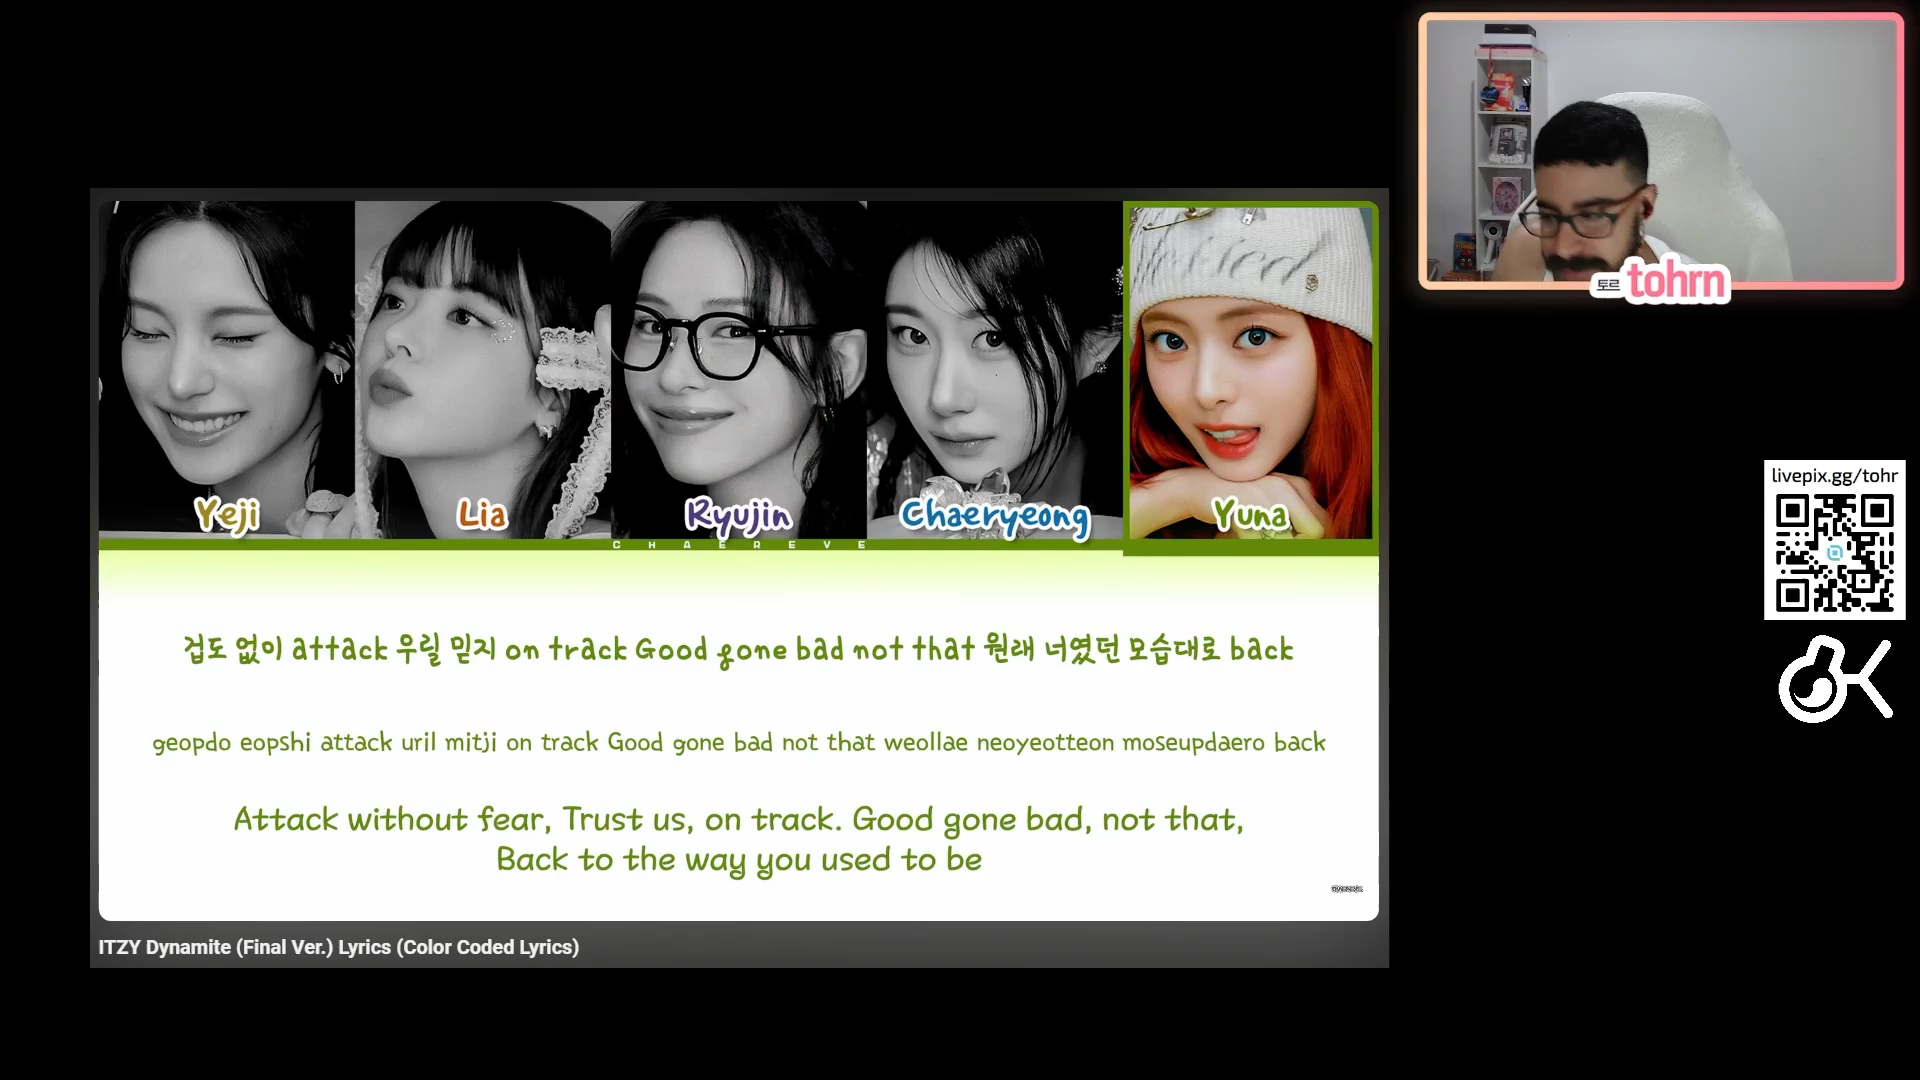 토르 tohrn
Yeji
Lia
Ryujin
Chaeryeong
Yuna
CHAEREVE
livepix.gg/tohr
겁도 없이 attack 우릴 믿지 on track Good gone bad not that 원래 너였던 모습대로 back
geopdo eopshi attack uril mitji on track Good gone bad not that weollae neoyeotteon moseupdaero back
Attack without fear, Trust us, on track. Good gone bad, not that,
Back to the way you used to be
ITZY Dynamite (Final Ver.) Lyrics (Color Coded Lyrics)